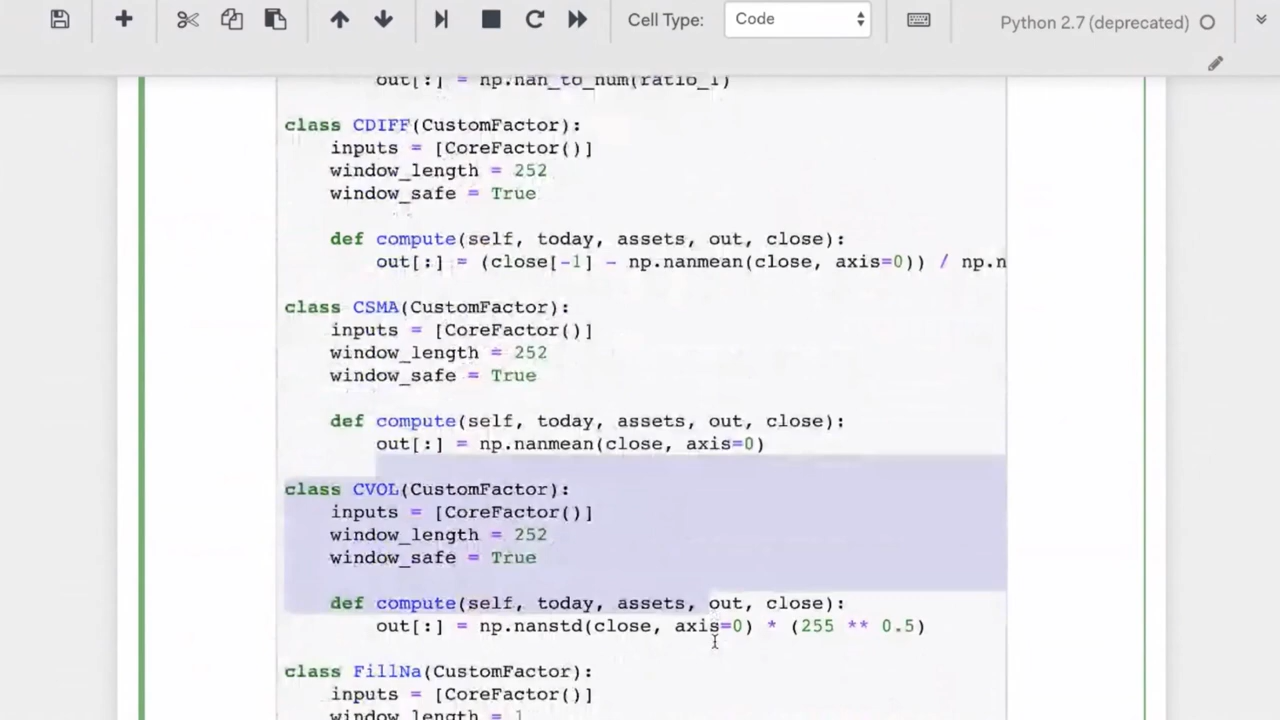 Cell Type: Code Python 2.7 (deprecated)
out[:] = np.nan_to_num(ratio_1)
class CDIFF(CustomFactor):
inputs = [CoreFactor()]
window_length = 252
window_safe = True
def compute(self, today, assets, out, close):
out[:] = (close[-1] - np.nanmean(close, axis=0)) / np.n
class CSMA(CustomFactor):
inputs = [CoreFactor()]
window_length = 252
window_safe = True
def compute(self, today, assets, out, close):
out[:] = np.nanmean(close, axis=0)
class CVOL(CustomFactor):
inputs = [CoreFactor()]
window_length = 252
window_safe = True
def compute(self, today, assets, out, close):
out[:] = np.nanstd(close, axis=0) * (255 ** 0.5)
class FillNa(CustomFactor):
inputs = [CoreFactor()]
window_length = 1